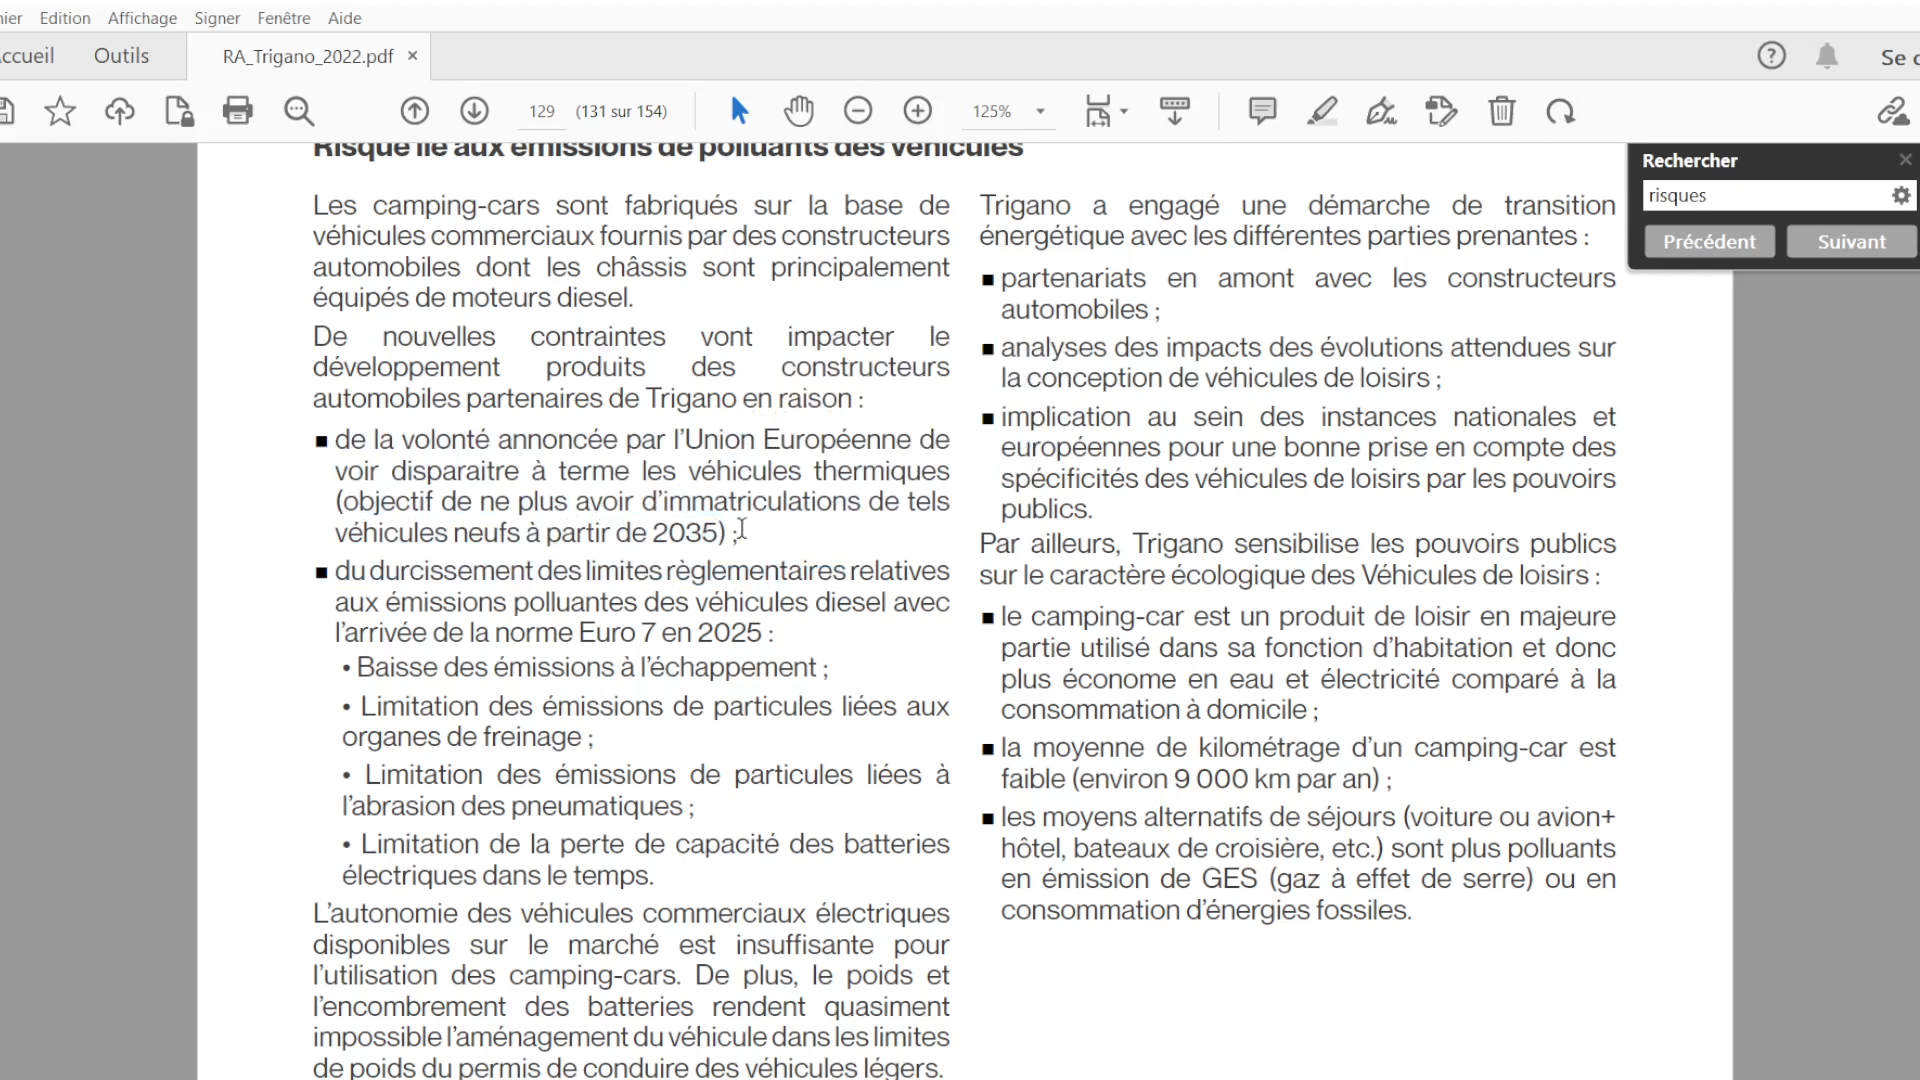 Edition Affichage Signer Fenêtre Aide
Outils
RA_Trigano_2022.pdf
Se
129 (131 sur 154)
125%
Risque lié aux émissions de polluants des véhicules
Les camping-cars sont fabriqués sur la base de
véhicules commerciaux fournis par des constructeurs
automobiles dont les châssis sont principalement
équipés de moteurs diesel.
De nouvelles contraintes vont impacter le
développement produits des constructeurs
automobiles partenaires de Trigano en raison :
■ de la volonté annoncée par l’Union Européenne de
voir disparaitre à terme les véhicules thermiques
(objectif de ne plus avoir d’immatriculations de tels
véhicules neufs à partir de 2035) ;
■ du durcissement des limites règlementaires relatives
aux émissions polluantes des véhicules diesel avec
l’arrivée de la norme Euro 7 en 2025 :
• Baisse des émissions à l’échappement ;
• Limitation des émissions de particules liées aux
organes de freinage ;
• Limitation des émissions de particules liées à
l’abrasion des pneumatiques ;
• Limitation de la perte de capacité des batteries
électriques dans le temps.
L’autonomie des véhicules commerciaux électriques
disponibles sur le marché est insuffisante pour
l’utilisation des camping-cars. De plus, le poids et
l’encombrement des batteries rendent quasiment
impossible l’aménagement du véhicule dans les limites
de poids du permis de conduire des véhicules légers.
Trigano a engagé une démarche de transition
énergétique avec les différentes parties prenantes :
■ partenariats en amont avec les constructeurs
automobiles ;
■ analyses des impacts des évolutions attendues sur
la conception de véhicules de loisirs ;
■ implication au sein des instances nationales et
européennes pour une bonne prise en compte des
spécificités des véhicules de loisirs par les pouvoirs
publics.
Par ailleurs, Trigano sensibilise les pouvoirs publics
sur le caractère écologique des Véhicules de loisirs :
■ le camping-car est un produit de loisir en majeure
partie utilisé dans sa fonction d’habitation et donc
plus économe en eau et électricité comparé à la
consommation à domicile ;
■ la moyenne de kilométrage d’un camping-car est
faible (environ 9 000 km par an) ;
■ les moyens alternatifs de séjours (voiture ou avion+
hôtel, bateaux de croisière, etc.) sont plus polluants
en émission de GES (gaz à effet de serre) ou en
consommation d’énergies fossiles.
Rechercher
risques
Précédent Suivant